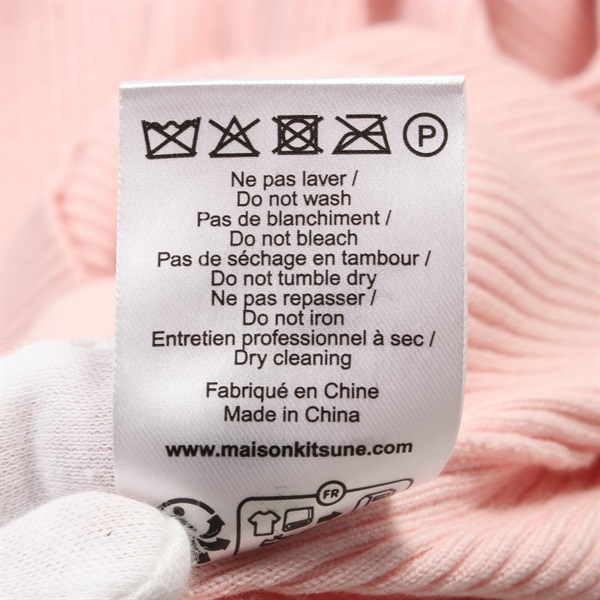 P
Ne pas laver /
Do not wash
Pas de blanchiment /
Do not bleach
Pas de séchage en tambour /
Do not tumble dry
Ne pas repasser /
Do not iron
Entretien professionnel à sec /
Dry cleaning
Fabriqué en Chine
Made in China
www.maisonkitsune.com
FR